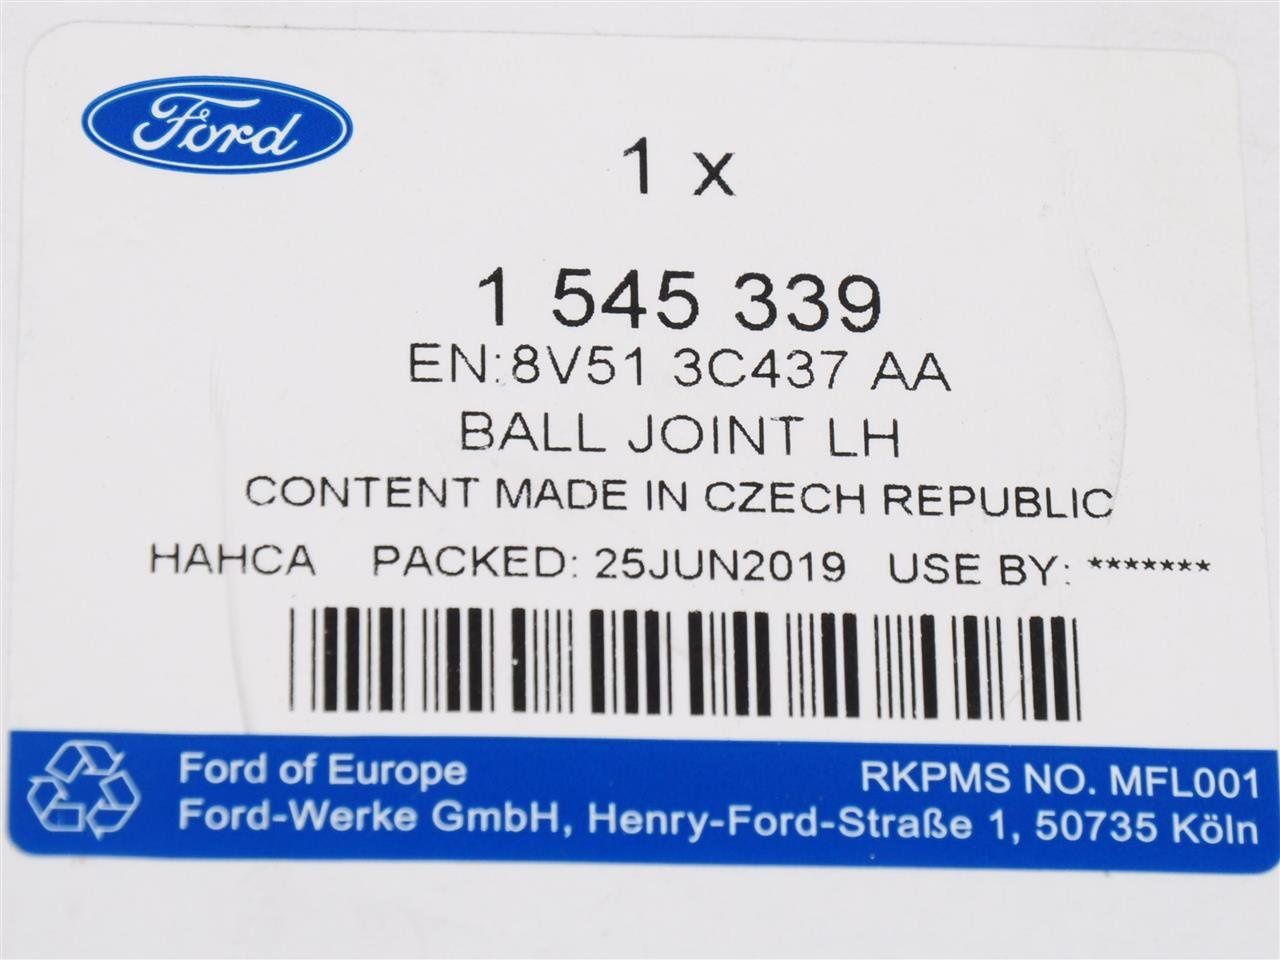 Ford
1 x
1 545 339
EN:8V51 3C437 AA
BALL JOINT LH
CONTENT MADE IN CZECH REPUBLIC
HAHCA PACKED: 25JUN2019 USE BY: *******
Ford of Europe RKPMS NO. MFL001
Ford-Werke GmbH, Henry-Ford-Straße 1, 50735 Köln